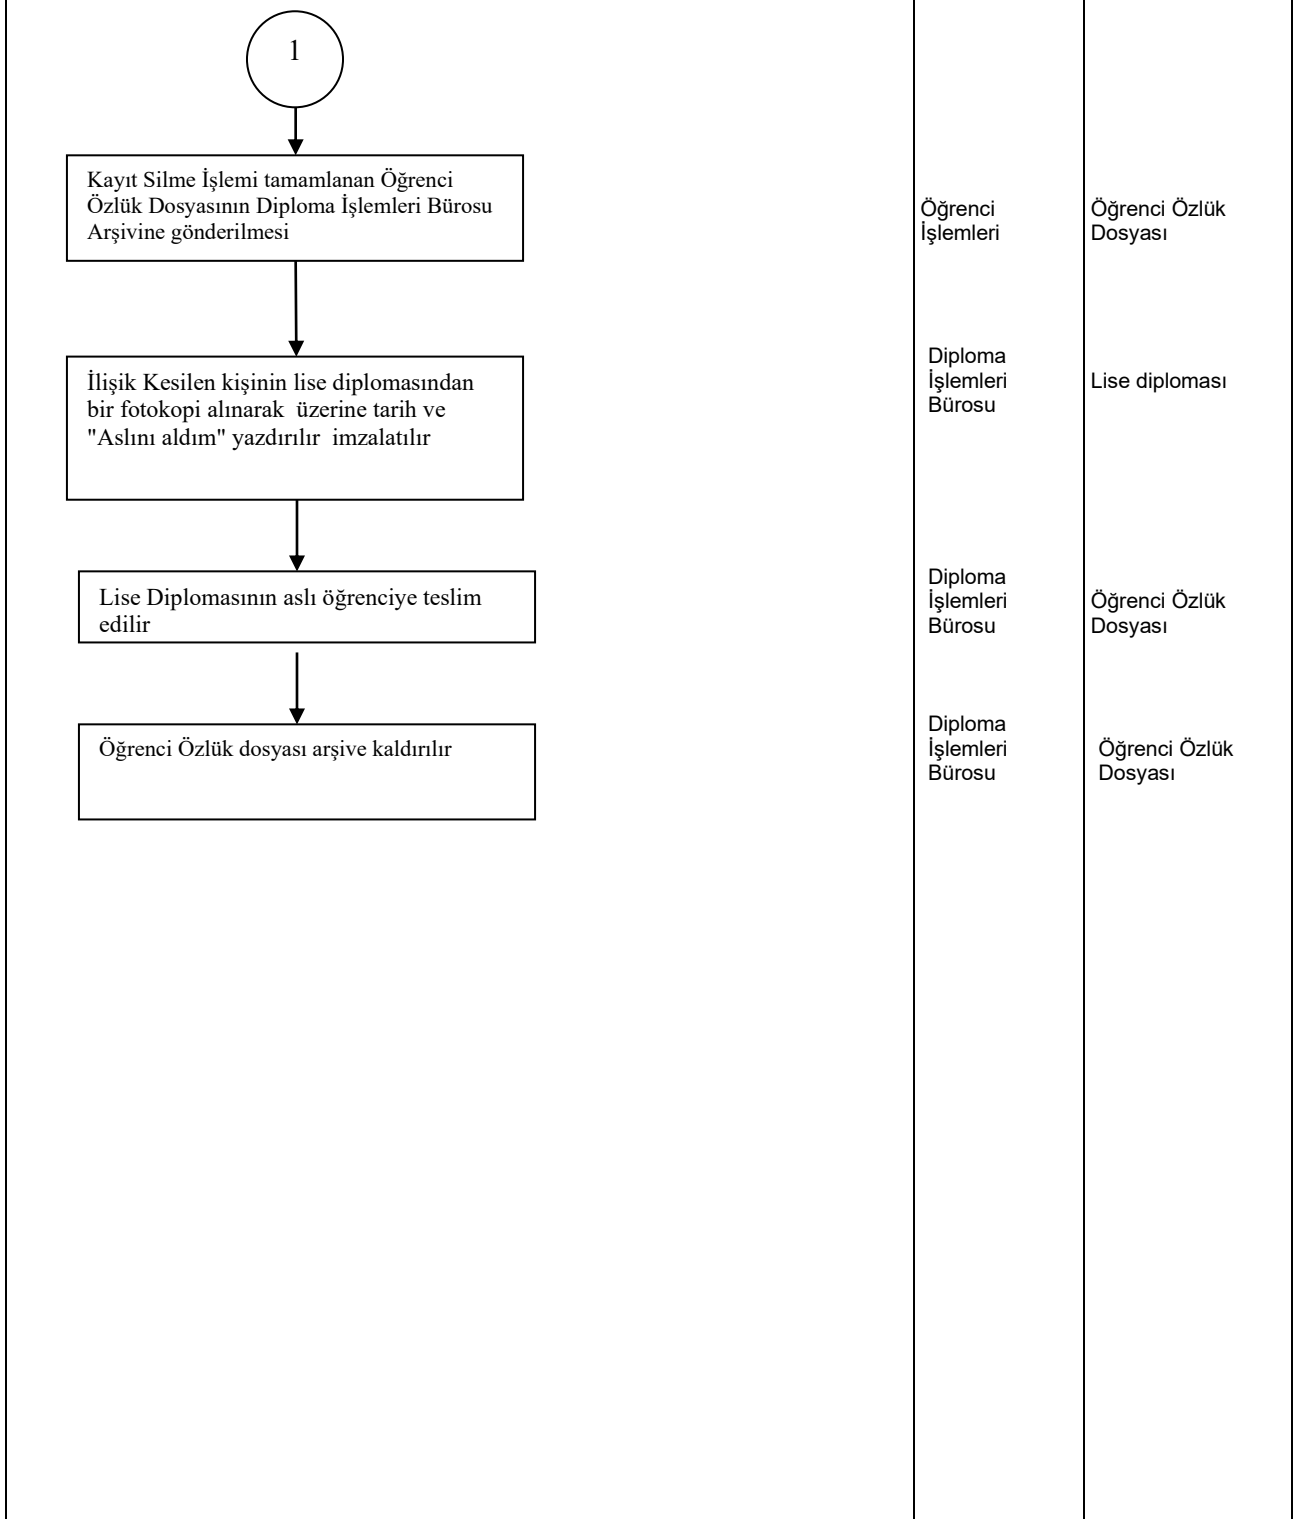 1
Kayıt Silme İşlemi tamamlanan Öğrenci
Özlük Dosyasının Diploma İşlemleri Bürosu
Arşivine gönderilmesi
Öğrenci
İşlemleri
Öğrenci Özlük
Dosyası
İlişik Kesilen kişinin lise diplomasından
bir fotokopi alınarak  üzerine tarih ve
"Aslını aldım" yazdırılır  imzalatılır
Diploma
İşlemleri
Bürosu
Lise diploması
Lise Diplomasının aslı öğrenciye teslim
edilir
Diploma
İşlemleri
Bürosu
Öğrenci Özlük
Dosyası
Öğrenci Özlük dosyası arşive kaldırılır
Diploma
İşlemleri
Bürosu
Öğrenci Özlük
Dosyası